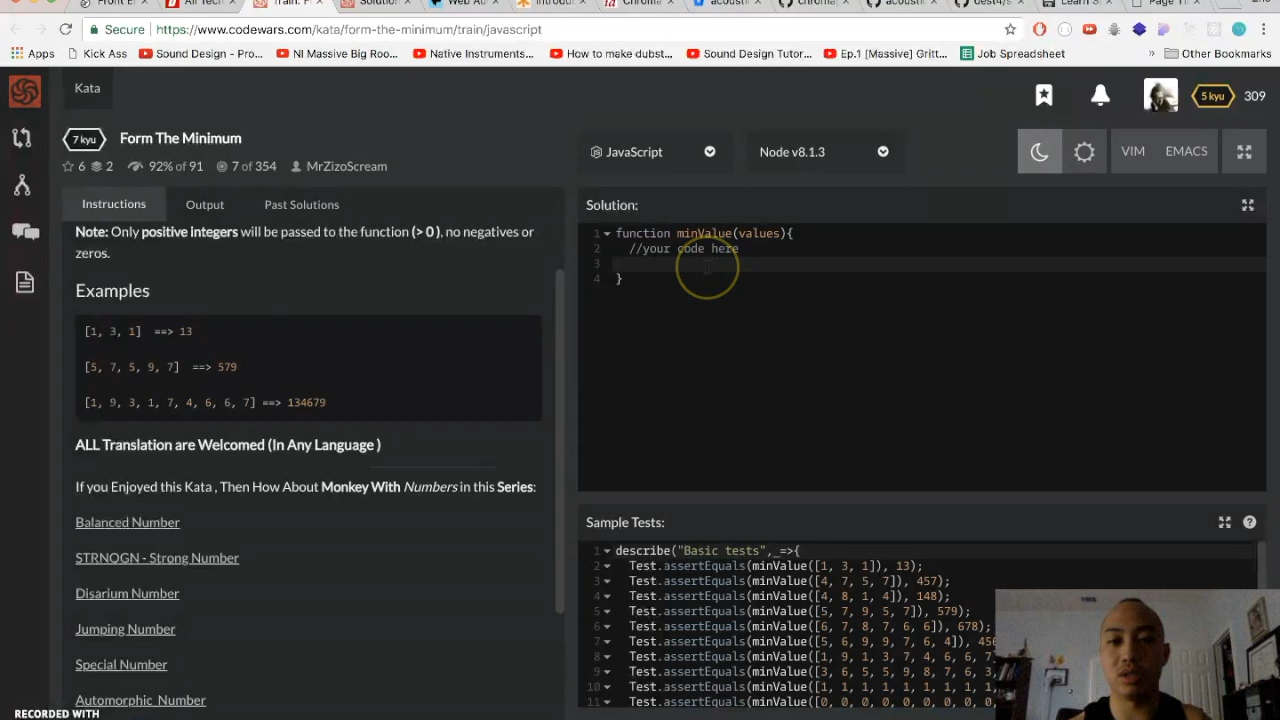 Secure https://www.codewars.com/kata/form-the-minimum/train/javascript
Apps Kick Ass Sound Design - Pro... NI Massive Big Roo... Native Instruments... How to make dubst... Sound Design Tutor... Ep.1 [Massive] Gritt... Job Spreadsheet » Other Bookmarks
Kata
5 kyu 309
7 kyu Form The Minimum
6 2 92% of 91 7 of 354 MrZizoScream
JavaScript Node v8.1.3 VIM EMACS
Instructions Output Past Solutions
Note: Only positive integers will be passed to the function (> 0 ), no negatives or
zeros.
Examples
[1, 3, 1] ==> 13
[5, 7, 5, 9, 7] ==> 579
[1, 9, 3, 1, 7, 4, 6, 6, 7] ==> 134679
ALL Translation are Welcomed (In Any Language )
If you Enjoyed this Kata , Then How About Monkey With Numbers in this Series:
Balanced Number
STRNOGN - Strong Number
Disarium Number
Jumping Number
Special Number
Automorphic Number
Solution:
1 function minValue(values){
2 //your code here
3
4 }
Sample Tests:
1 describe("Basic tests",_=>{
2 Test.assertEquals(minValue([1, 3, 1]), 13);
3 Test.assertEquals(minValue([4, 7, 5, 7]), 457);
4 Test.assertEquals(minValue([4, 8, 1, 4]), 148);
5 Test.assertEquals(minValue([5, 7, 9, 5, 7]), 579);
6 Test.assertEquals(minValue([6, 7, 8, 7, 6, 6]), 678);
7 Test.assertEquals(minValue([5, 6, 9, 9, 7, 6, 4]), 456
8 Test.assertEquals(minValue([1, 9, 1, 3, 7, 4, 6, 6, 7]
9 Test.assertEquals(minValue([3, 6, 5, 5, 9, 8, 7, 6, 3,
10 Test.assertEquals(minValue([1, 1, 1, 1, 1, 1, 1, 1, 1,
11 Test.assertEquals(minValue([0, 0, 0, 0, 0, 0, 0, 0, 0,
RECORDED WITH